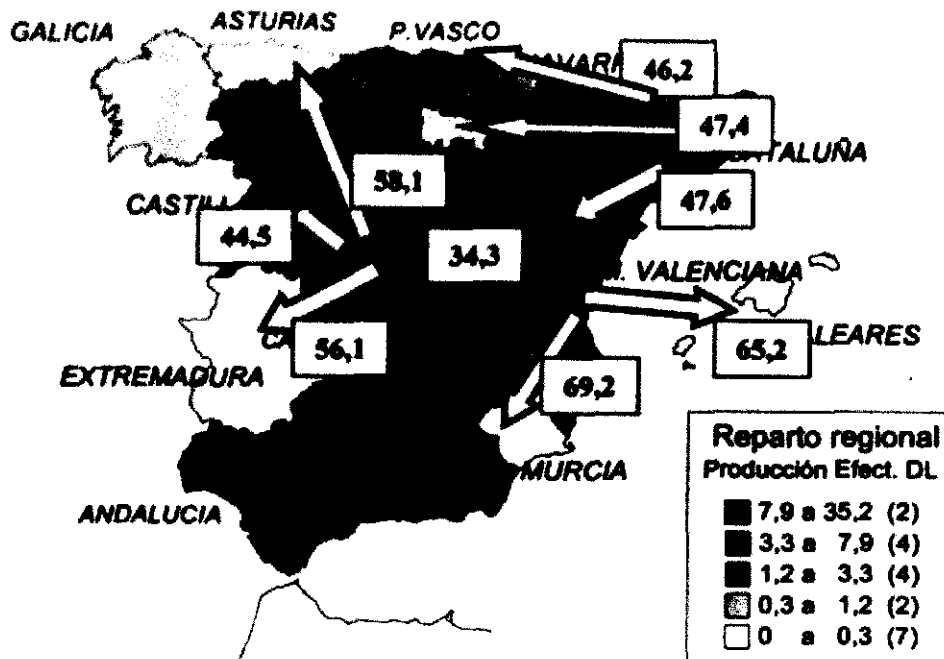 ASTURIAS
GALICIA
P.VASCO
46,2
47,4
58,1
47,6
44,5
34,3
VALENCIANA
56,1
65,2
EXTREMADURA
69,2
MURCIA
ANDALUCIA
Reparto regional
Producción Efect. DL
7,9 a 35,2 (2)
3,3 a 7,9 (4)
1,2 a 3,3 (4)
0,3 a 1,2 (2)
0 a 0,3 (7)